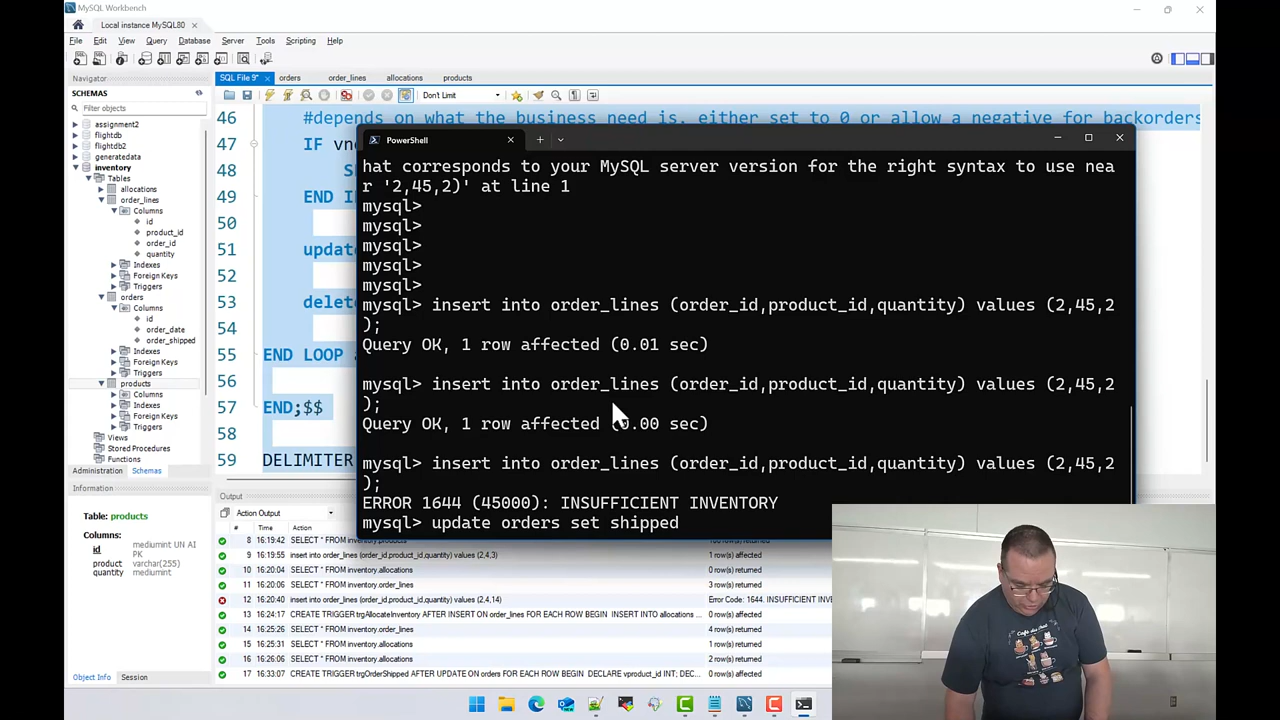 MySQL Workbench
Local instance MySQL80
File Edit View Query Database Server Tools Scripting Help
Navigator
SQL File 9* orders order_lines allocations products
SCHEMAS
Filter objects
Don't Limit
assignment2
flightdb
flightdb2
generatedata
inventory
Tables
allocations
order_lines
Columns
id
product_id
order_id
quantity
Indexes
Foreign Keys
Triggers
orders
Columns
id
order_date
order_shipped
Indexes
Foreign Keys
Triggers
products
Columns
Indexes
Foreign Keys
Triggers
Views
Stored Procedures
Functions
Administration Schemas
Information
Table: products
Columns:
id mediumint UN AI
PK
product varchar(255)
quantity mediumint
Object Info Session
46 #depends on what the business need is, either set to 0 or allow a negative for backorders
47 IF
48
49 END
50
51
52
53
54
55 END LOOP
56
57 END;$$
58
59 DELIMITER
PowerShell
hat corresponds to your MySQL server version for the right syntax to use nea
r '2,45,2)' at line 1
mysql>
mysql>
mysql>
mysql>
mysql>
mysql> insert into order_lines (order_id,product_id,quantity) values (2,45,2
);
Query OK, 1 row affected (0.01 sec)
mysql> insert into order_lines (order_id,product_id,quantity) values (2,45,2
);
Query OK, 1 row affected (0.00 sec)
mysql> insert into order_lines (order_id,product_id,quantity) values (2,45,2
);
ERROR 1644 (45000): INSUFFICIENT INVENTORY
mysql> update orders set shipped
Output
Action Output
# Time Action
8 16:19:42 SELECT * FROM inventory.products
9 16:19:55 insert into order_lines (order_id,product_id,quantity) values (2,4,3) 1 row(s) affected
10 16:20:04 SELECT * FROM inventory.allocations
11 16:20:06 SELECT * FROM inventory.order_lines 3 row(s) returned
12 16:20:40 insert into order_lines (order_id,product_id,quantity) values (2,4,14) Error Code: 1644. INSUFFICIENT INVE
13 16:24:17 CREATE TRIGGER trgAllocateInventory AFTER INSERT ON order_lines FOR EACH ROW BEGIN INSERT INTO allocations ... 0 row(s) affected
14 16:25:26 SELECT * FROM inventory.order_lines 4 row(s) returned
15 16:25:31 SELECT * FROM inventory.allocations 1 row(s) returned
16 16:26:06 SELECT * FROM inventory.allocations 2 row(s) returned
17 16:33:07 CREATE TRIGGER trgOrderShipped AFTER UPDATE ON orders FOR EACH ROW BEGIN DECLARE vproduct_id INT; DEC... 0 row(s) affected